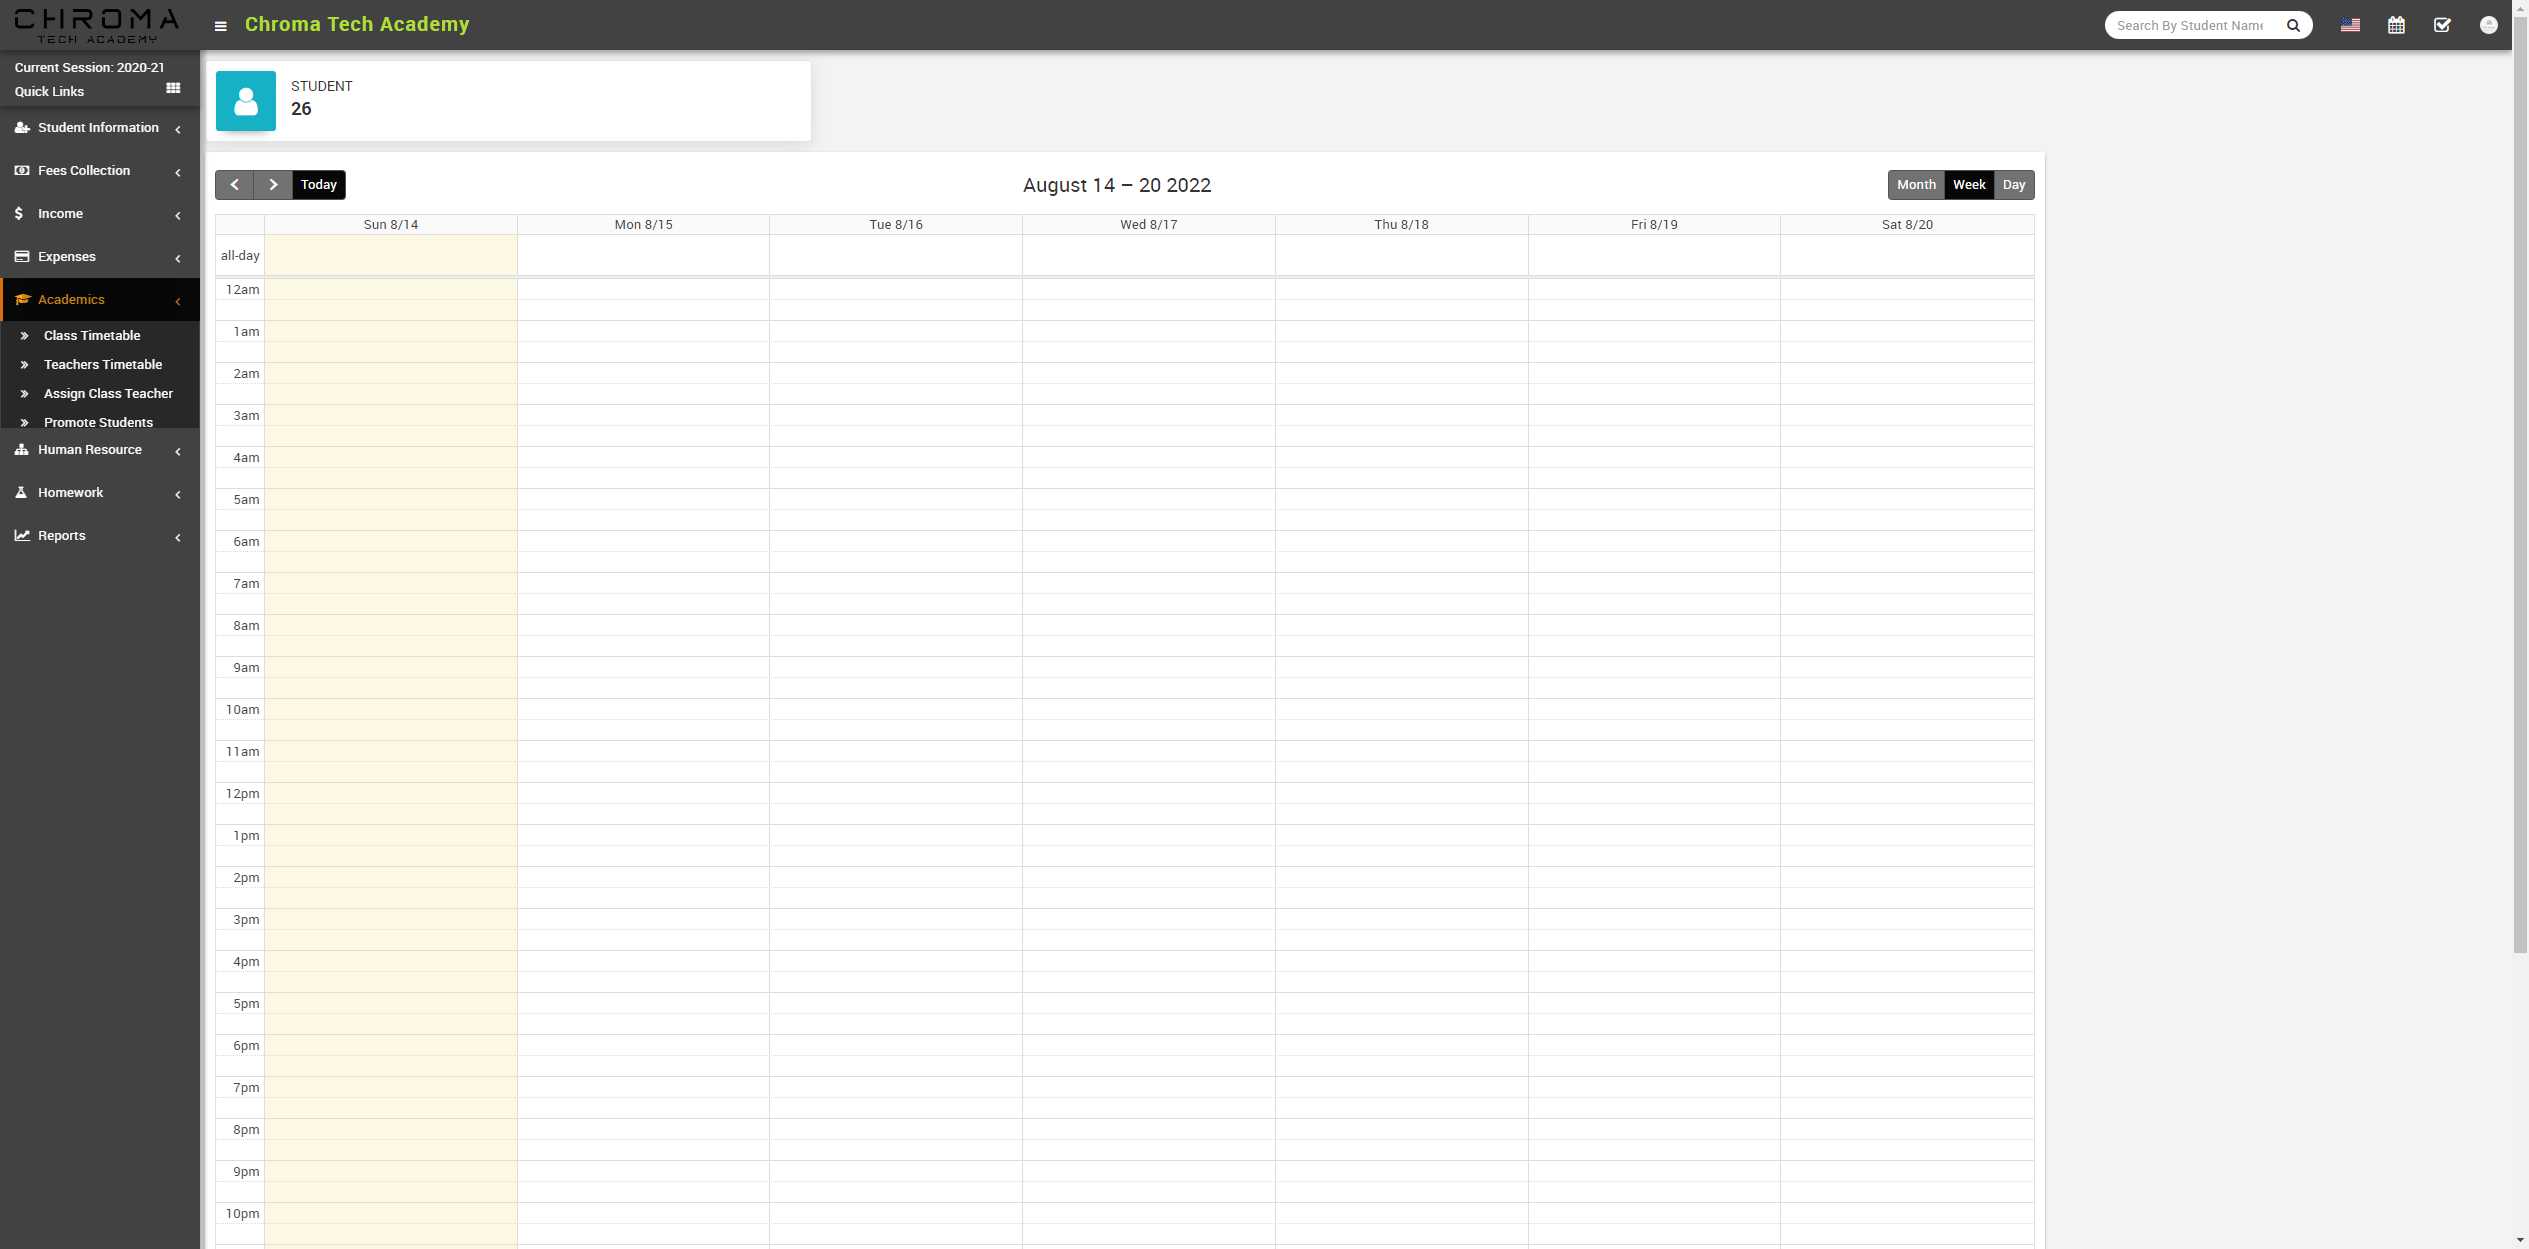 CHROMA
TECH ACADEMY
Chroma Tech Academy
Search By Student Name
Current Session: 2020-21
Quick Links
Student Information
Fees Collection
Income
Expenses
Academics
Class Timetable
Teachers Timetable
Assign Class Teacher
Promote Students
Human Resource
Homework
Reports
STUDENT
26
Today
August 14 – 20 2022
Month Week Day
Sun 8/14 Mon 8/15 Tue 8/16 Wed 8/17 Thu 8/18 Fri 8/19 Sat 8/20
all-day
12am
1am
2am
3am
4am
5am
6am
7am
8am
9am
10am
11am
12pm
1pm
2pm
3pm
4pm
5pm
6pm
7pm
8pm
9pm
10pm